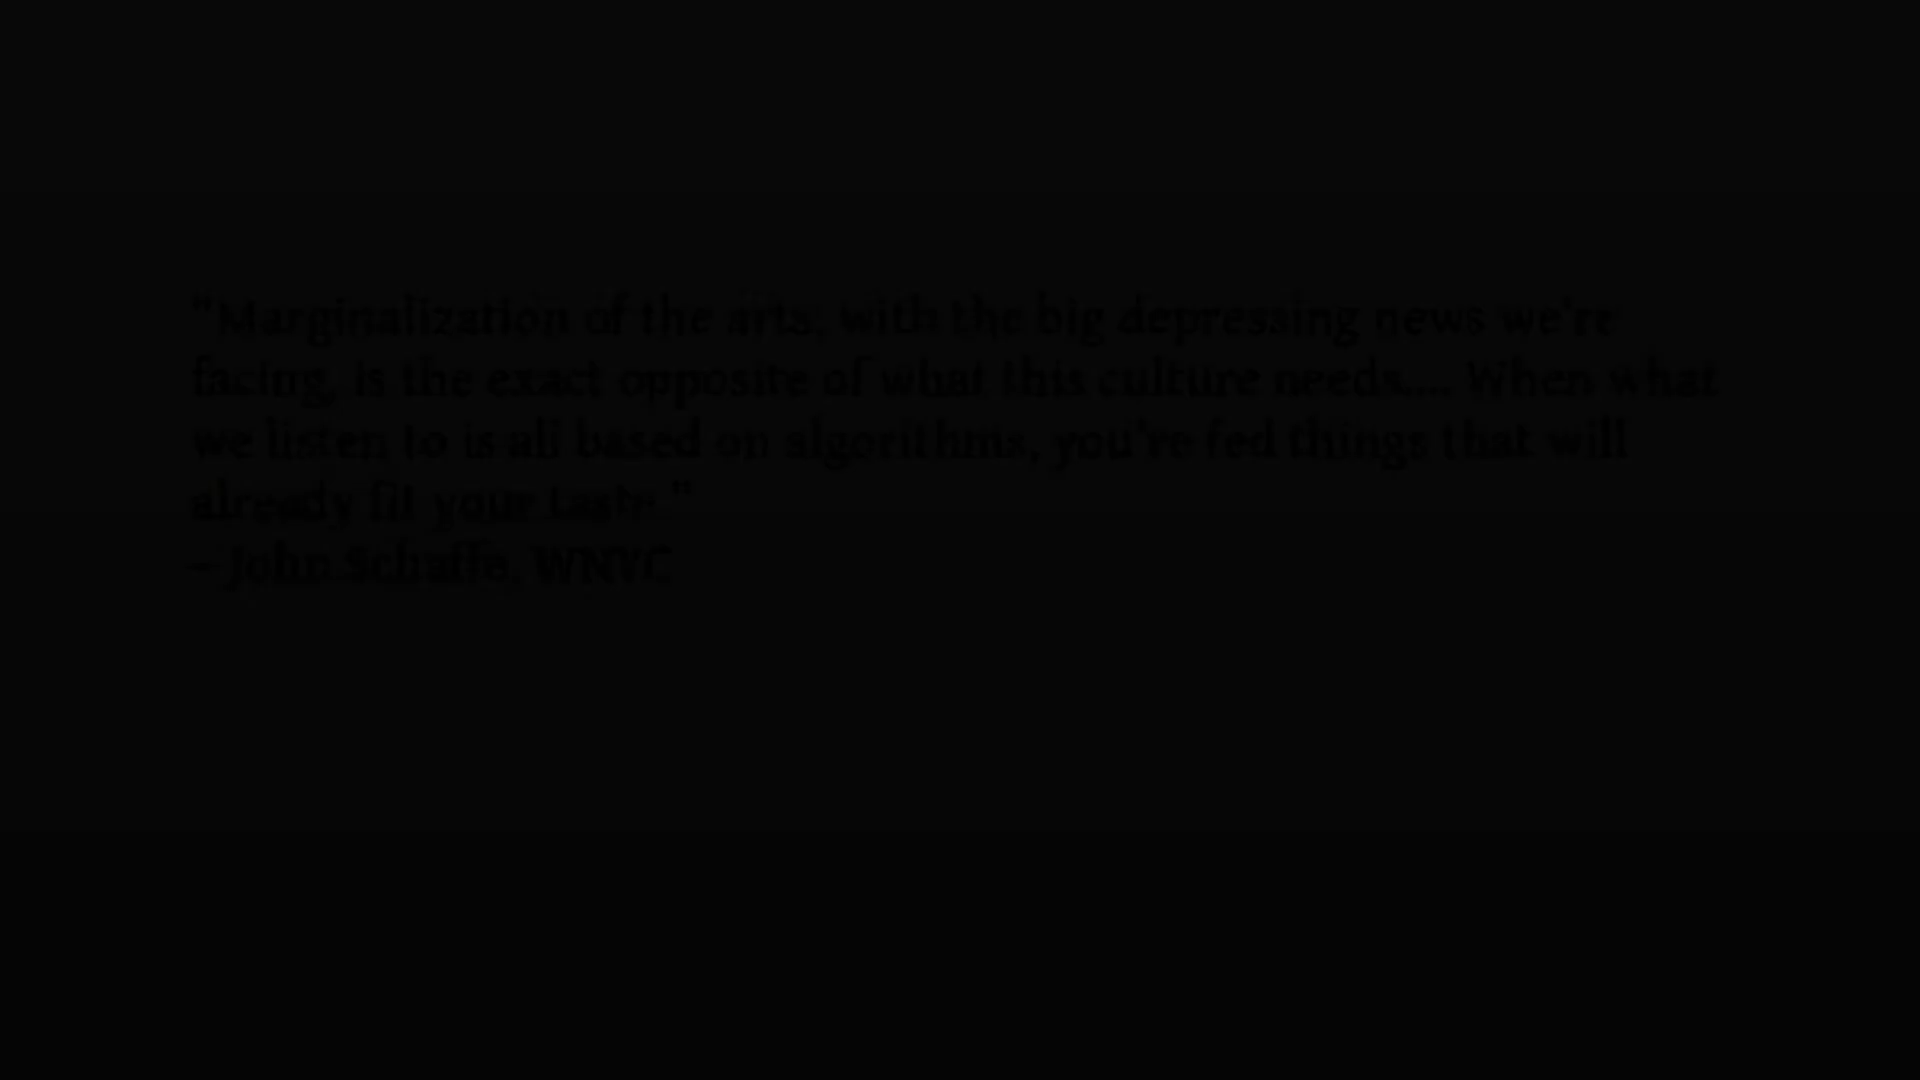 "Marginalization of the arts, with the big depressing news we're
facing, is the exact opposite of what this culture needs.... When what
we listen to is all based on algorithms, you're fed things that will
already fit your taste."
– John Schaffe, WNYC